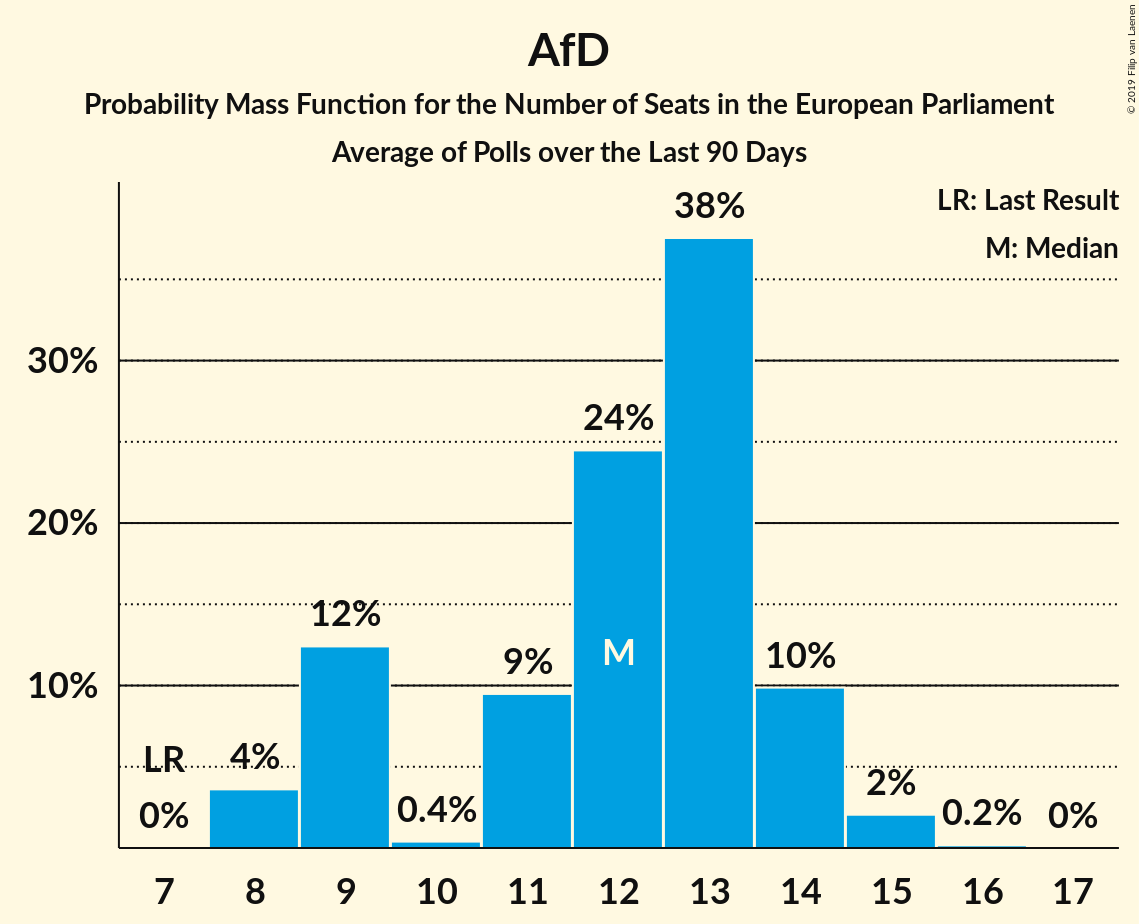 AfD
Probability Mass Function for the Number of Seats in the European Parliament
Average of Polls over the Last 90 Days
© 2019 Filip van Laenen
LR: Last Result
M: Median
38%
30%
24%
20%
12%
10%
9%
M
10%
LR
4%
0%
0.4%
2%
0.2%
0%
7 8 9 10 11 12 13 14 15 16 17